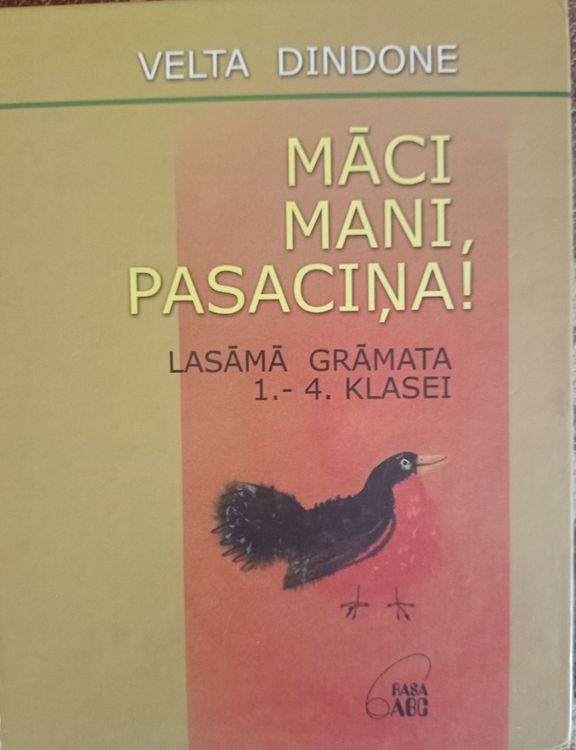 VELTA DINDONE
MĀCI
MANI,
PASACIŅA!
LASĀMĀ GRĀMATA
1.- 4. KLASEI
RASA
ABC